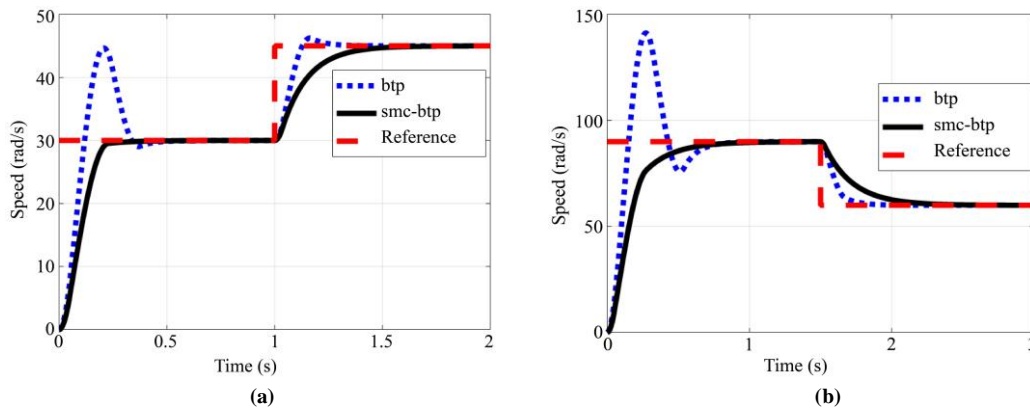 50
40
30
20
10
0
Speed (rad/s)
btp
smc-btp
Reference
0
0.5
1
1.5
2
Time (s)
(a)
150
100
50
0
Speed (rad/s)
btp
smc-btp
Reference
0
1
2
3
Time (s)
(b)